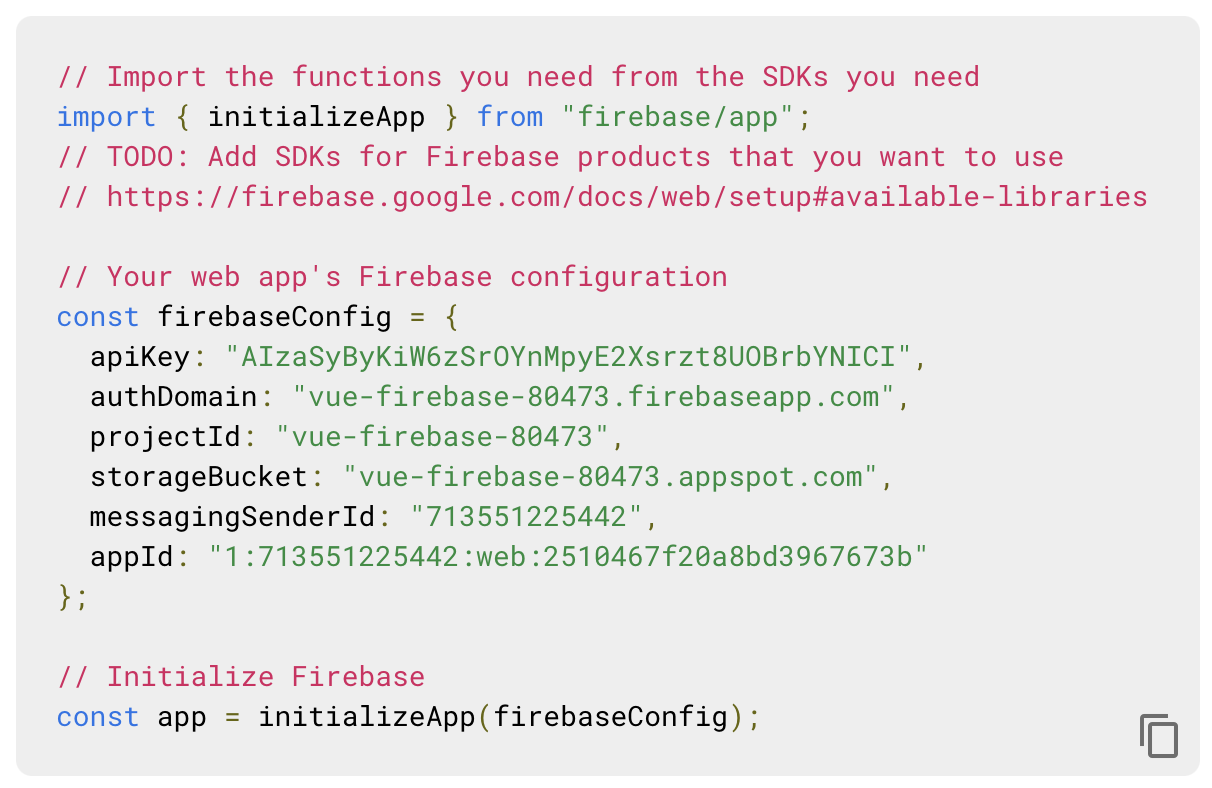 // Import the functions you need from the SDKs you need
import { initializeApp } from "firebase/app";
// TODO: Add SDKs for Firebase products that you want to use
// https://firebase.google.com/docs/web/setup#available-libraries
// Your web app's Firebase configuration
const firebaseConfig = {
  apiKey: "AIzaSyByKiW6zSrOYnMpyE2Xsrzt8UOBrbYNICI",
  authDomain: "vue-firebase-80473.firebaseapp.com",
  projectId: "vue-firebase-80473",
  storageBucket: "vue-firebase-80473.appspot.com",
  messagingSenderId: "713551225442",
  appId: "1:713551225442:web:2510467f20a8bd3967673b"
};
// Initialize Firebase
const app = initializeApp(firebaseConfig);